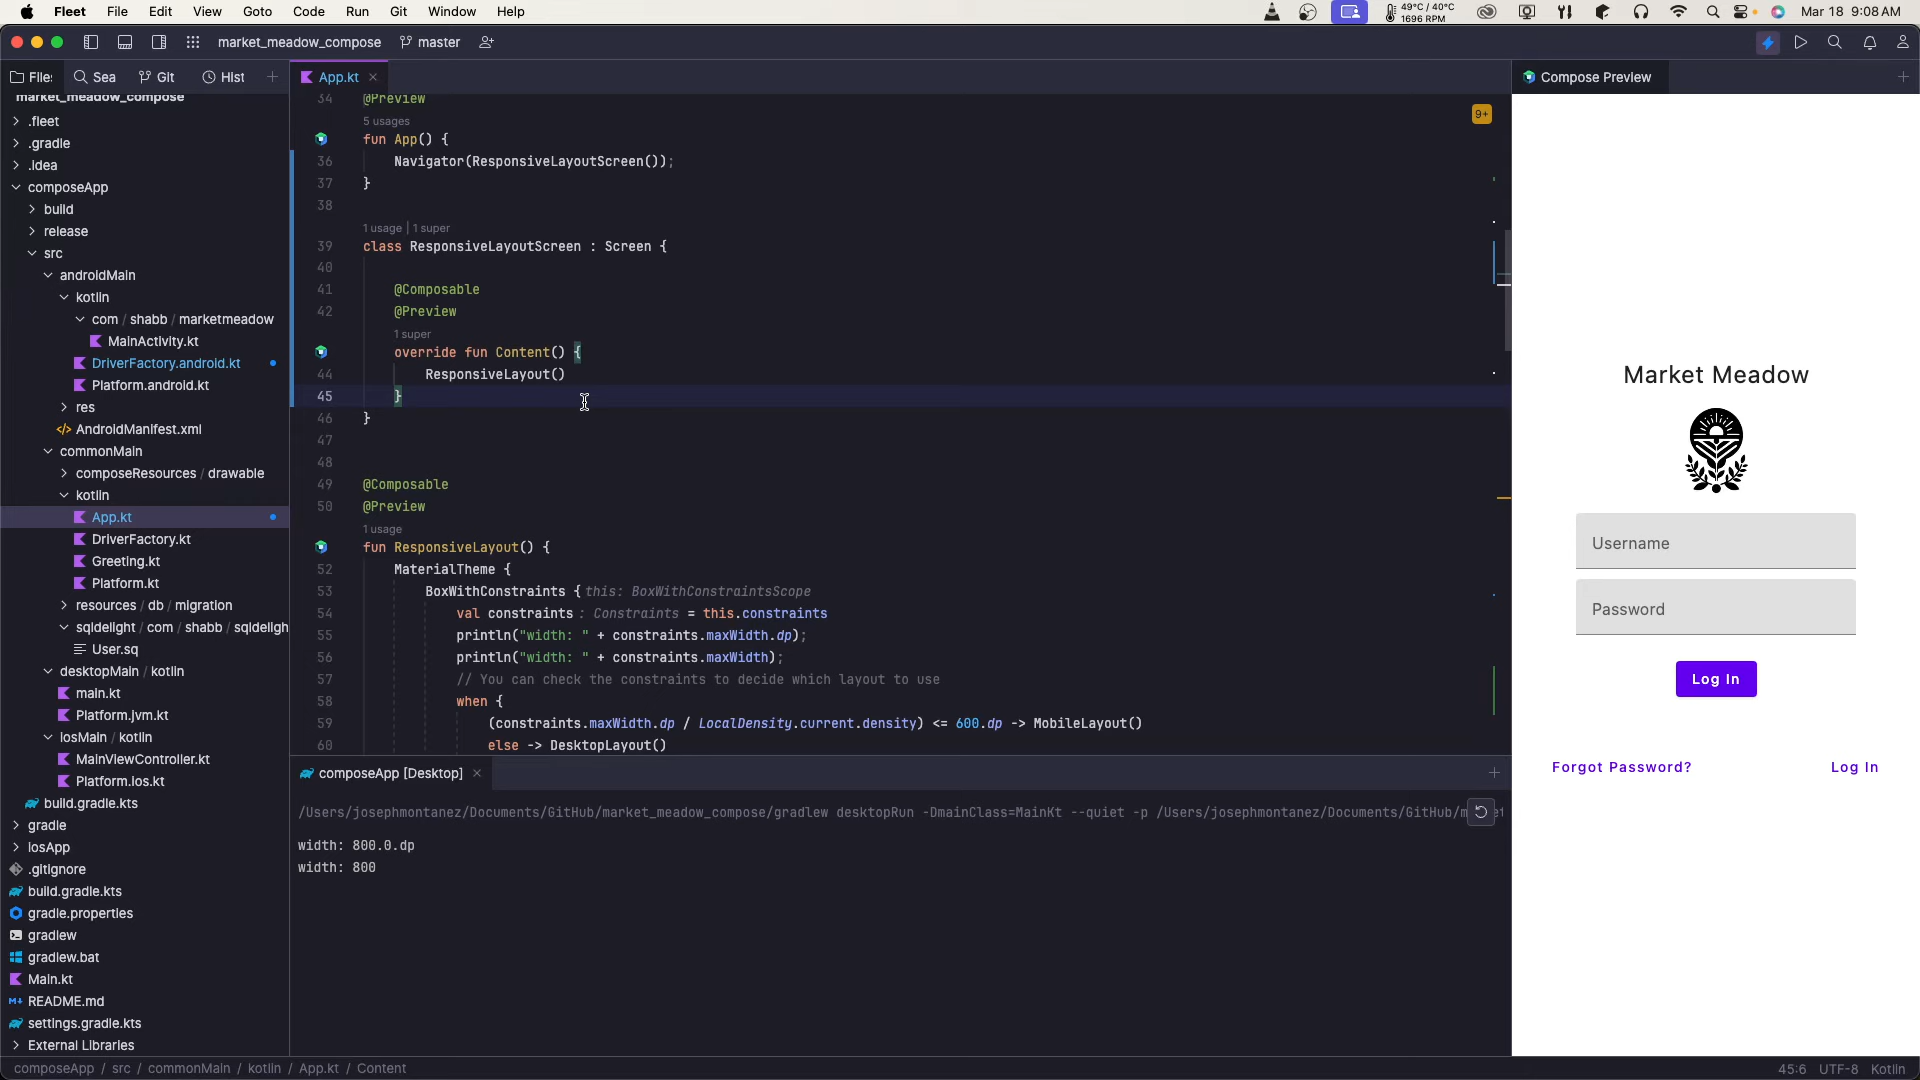 Fleet File Edit View Goto Code Run Git Window Help
49°C / 40°C
1696 RPM
Mar 18 9:08 AM
market_meadow_compose master
Files Sea Git Hist
market_meadow_compose
.fleet
.gradle
.idea
composeApp
build
release
src
androidMain
kotlin
com / shabb / marketmeadow
MainActivity.kt
DriverFactory.android.kt
Platform.android.kt
res
AndroidManifest.xml
commonMain
composeResources / drawable
kotlin
App.kt
DriverFactory.kt
Greeting.kt
Platform.kt
resources / db / migration
sqldelight / com / shabb / sqldeligh
User.sq
desktopMain / kotlin
main.kt
Platform.jvm.kt
iosMain / kotlin
MainViewController.kt
Platform.ios.kt
build.gradle.kts
gradle
iosApp
.gitignore
build.gradle.kts
gradle.properties
gradlew
gradlew.bat
Main.kt
README.md
settings.gradle.kts
External Libraries
App.kt
9+
34 @Preview
5 usages
fun App() {
36 Navigator(ResponsiveLayoutScreen());
37 }
38
1 usage | 1 super
39 class ResponsiveLayoutScreen : Screen {
40
41 @Composable
42 @Preview
1 super
override fun Content() {
44 ResponsiveLayout()
45 }
46 }
47
48
49 @Composable
50 @Preview
1 usage
fun ResponsiveLayout() {
52 MaterialTheme {
53 BoxWithConstraints { this: BoxWithConstraintsScope
54 val constraints : Constraints = this.constraints
55 println("width: " + constraints.maxWidth.dp);
56 println("width: " + constraints.maxWidth);
57 // You can check the constraints to decide which layout to use
58 when {
59 (constraints.maxWidth.dp / LocalDensity.current.density) <= 600.dp -> MobileLayout()
60 else -> DesktopLayout()
composeApp [Desktop]
/Users/josephmontanez/Documents/GitHub/market_meadow_compose/gradlew desktopRun -DmainClass=MainKt --quiet -p /Users/josephmontanez/Documents/GitHub/m
width: 800.0.dp
width: 800
Compose Preview
Market Meadow
Username
Password
Log In
Forgot Password? Log In
composeApp / src / commonMain / kotlin / App.kt / Content
45:6 UTF-8 Kotlin